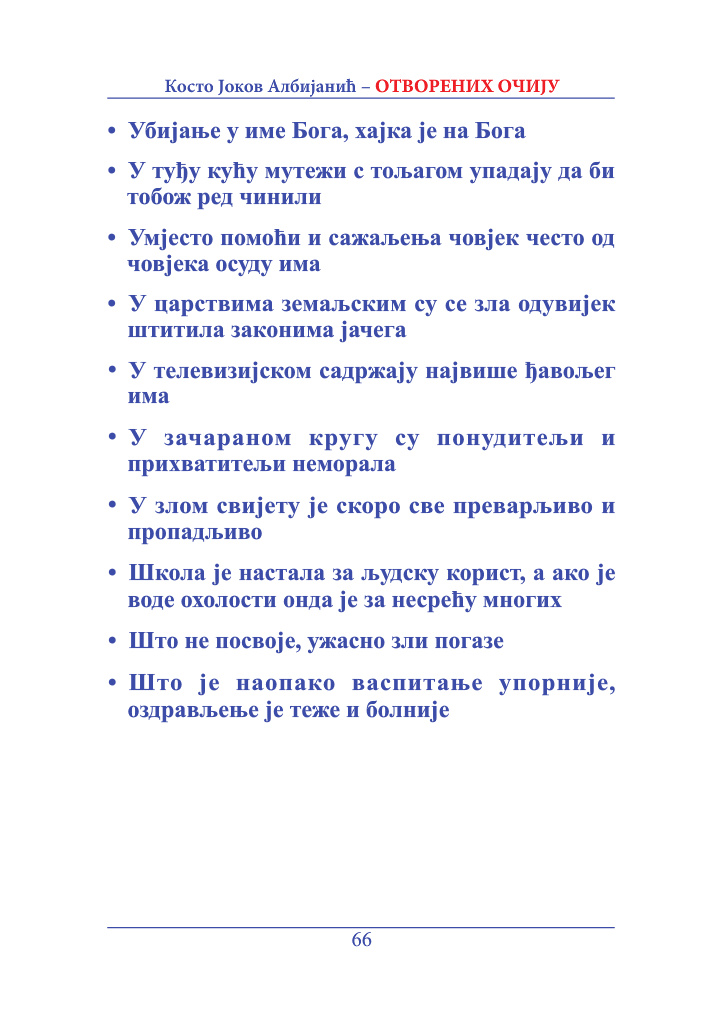 Косто Јоков Албијанић – ОТВОРЕНИХ ОЧИЈУ
• Убијање у име Бога, хајка је на Бога
• У туђу кућу мутежи с тољагом упадају да би
тобож ред чинили
• Умјесто помоћи и сажаљења човјек често од
човјека осуду има
• У царствима земаљским су се зла одувијек
штитила законима јачега
• У телевизијском садржају највише ђавољег
има
• У зачараном кругу су понудитељи и
прихватитељи неморала
• У злом свијету је скоро све преварљиво и
пропадљиво
• Школа је настала за људску корист, а ако је
воде охолости онда је за несрећу многих
• Што не посвоје, ужасно зли погазе
• Што је наопако васпитање упорније,
оздрављење је теже и болније
66